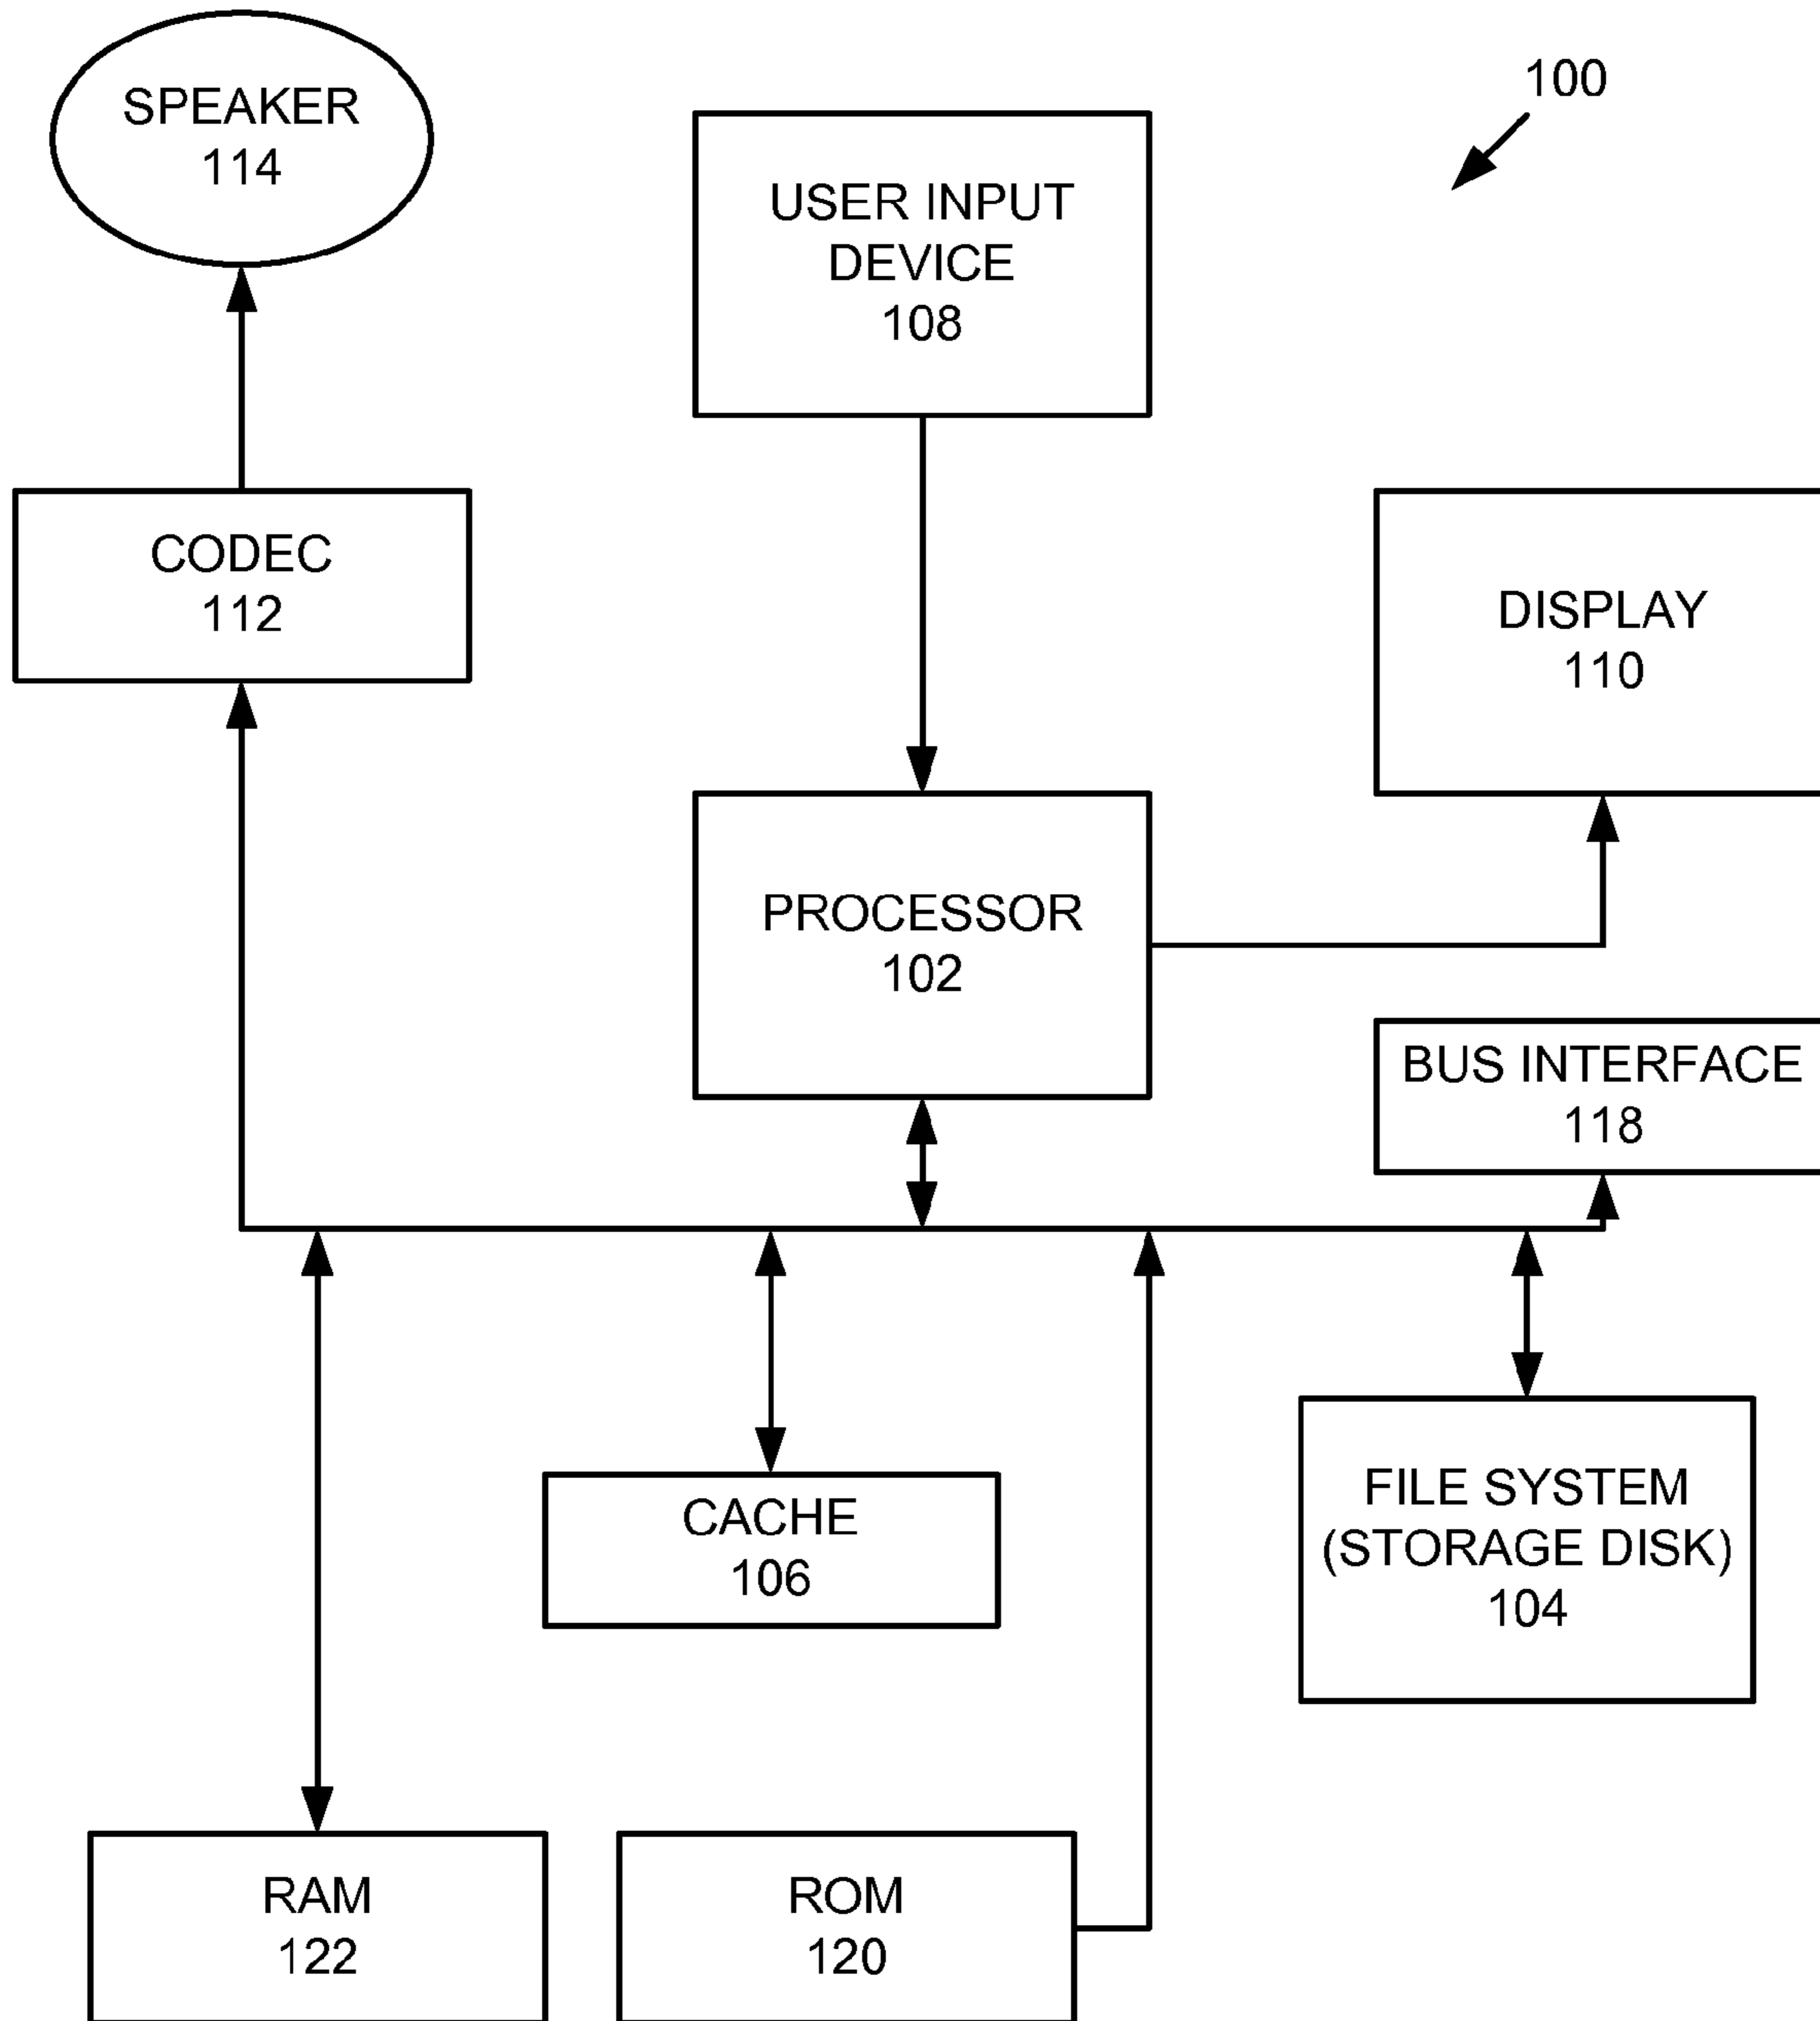 SPEAKER
114
100
USER INPUT
DEVICE
108
CODEC
112
DISPLAY
110
PROCESSOR
102
BUS INTERFACE
118
CACHE
106
FILE SYSTEM
(STORAGE DISK)
104
RAM
122
ROM
120